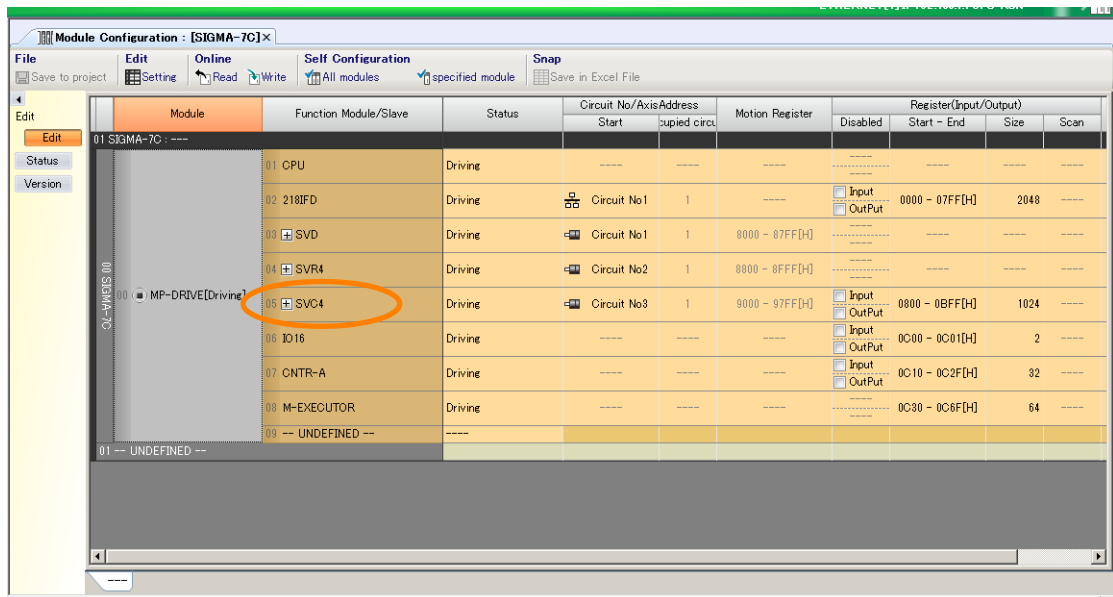 Module Configuration : [SIGMA-7C]×
File Edit Online Self Configuration Snap
Save to project Setting Read Write All modules specified module Save in Excel File
Edit
Edit
Status
Version
Module Function Module/Slave Status Circuit No/AxisAddress Motion Register Register(Input/Output)
Start Disabled Start - End Size Scan
01 SIGMA-7C : ---
00 SIGMA-7C
00 MP-DRIVE[Driving]
01 CPU Driving ---- ---- ---- ---- ---- ---- ---- ----
02 218IFD Driving Circuit No1 1 ---- Input OutPut 0000 - 07FF[H] 2048 ----
03 + SVD Driving Circuit No1 1 8000 - 87FF[H] ---- ---- ---- ---- ----
04 + SVR4 Driving Circuit No2 1 8800 - 8FFF[H] ---- ---- ---- ---- ----
05 + SVC4 Driving Circuit No3 1 9000 - 97FF[H] Input OutPut 0800 - 0BFF[H] 1024 ----
06 IO16 Driving ---- ---- ---- Input OutPut 0C00 - 0C01[H] 2 ----
07 CNTR-A Driving ---- ---- ---- Input OutPut 0C10 - 0C2F[H] 32 ----
08 M-EXECUTOR Driving ---- ---- ---- ---- ---- 0C30 - 0C6F[H] 64 ----
09 -- UNDEFINED -- ----
01 -- UNDEFINED --
---